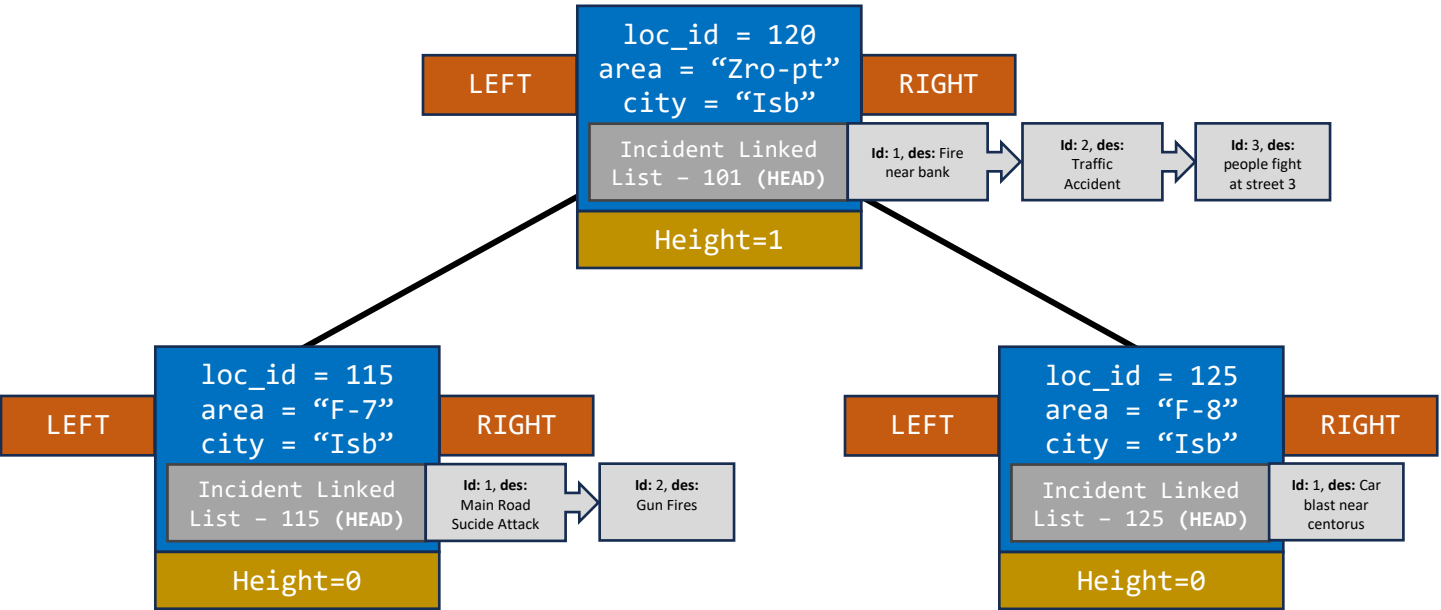 loc_id = 120
area = “Zro-pt”
city = “Isb”
LEFT
RIGHT
Incident Linked
List – 101 (HEAD)
Id: 1, des: Fire
near bank
Id: 2, des:
Traffic
Accident
Id: 3, des:
people fight
at street 3
Height=1
loc_id = 115
area = “F-7”
city = “Isb”
LEFT
RIGHT
Incident Linked
List – 115 (HEAD)
Id: 1, des:
Main Road
Sucide Attack
Id: 2, des:
Gun Fires
Height=0
loc_id = 125
area = “F-8”
city = “Isb”
LEFT
RIGHT
Incident Linked
List – 125 (HEAD)
Id: 1, des: Car
blast near
centorus
Height=0